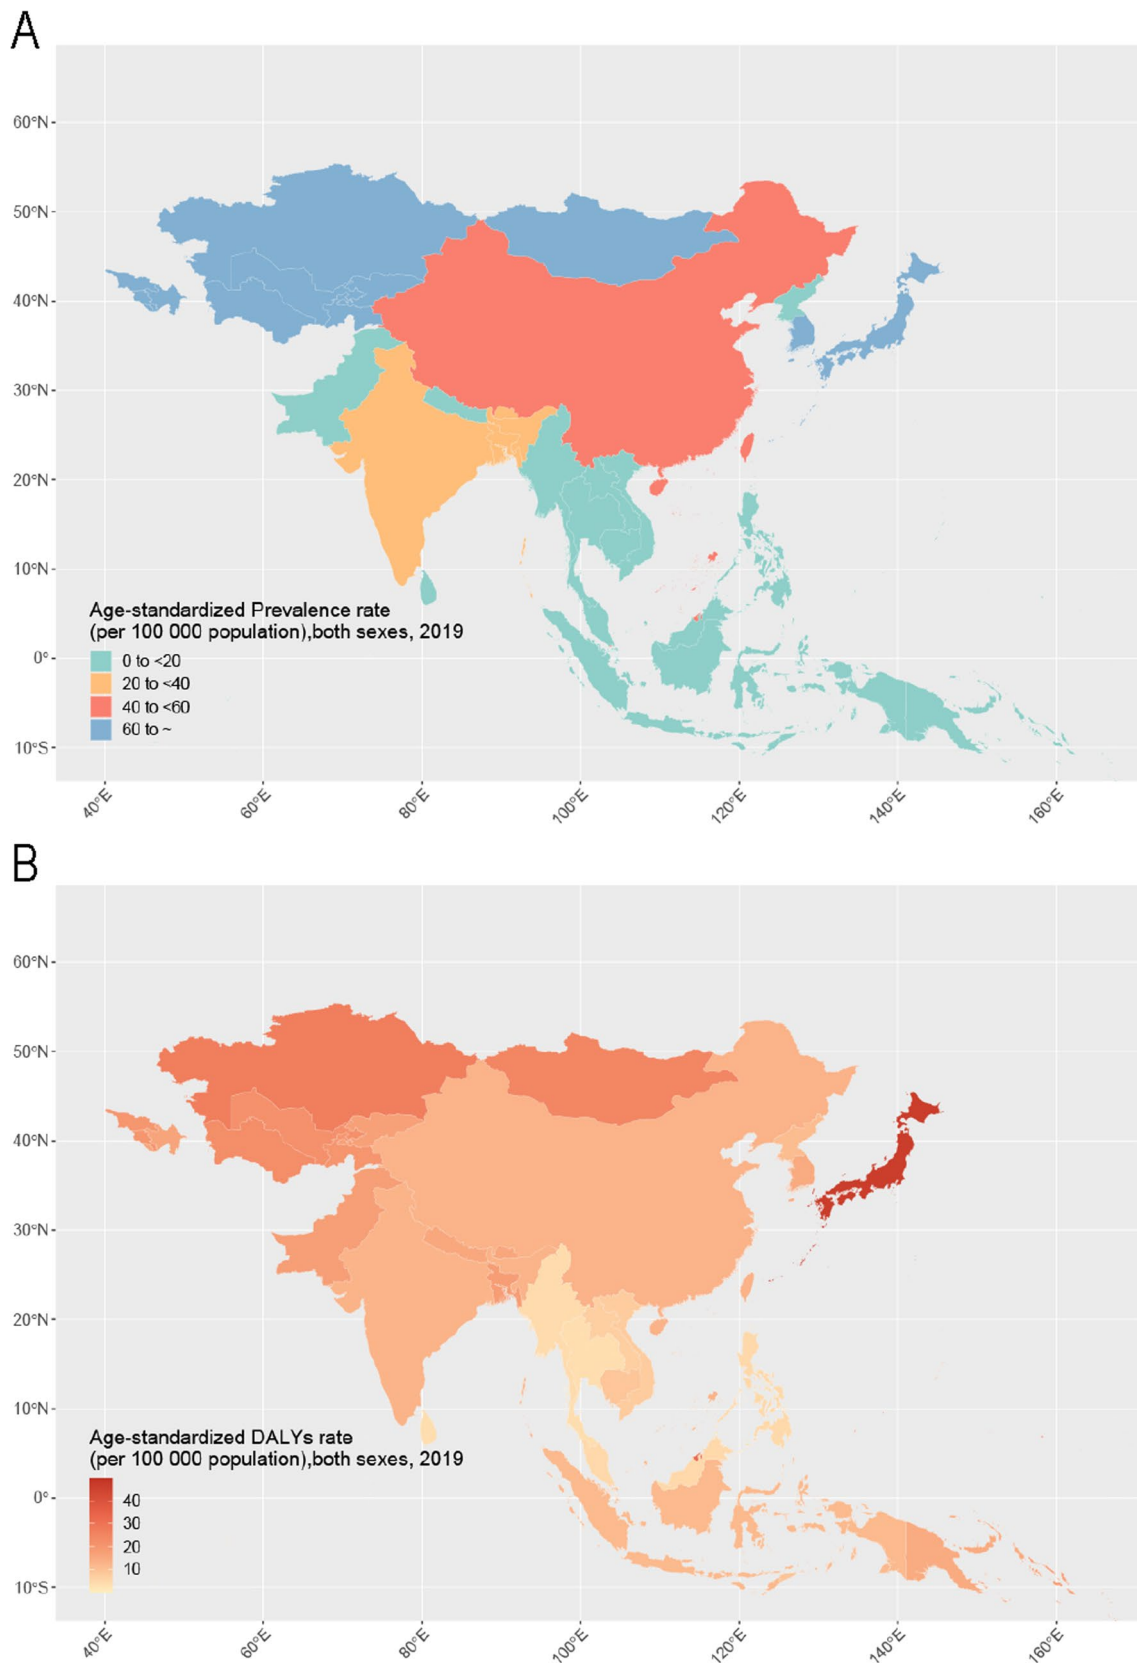 A
60°N
50°N
40°N
30°N
20°N
10°N
0°
10°S
Age-standardized Prevalence rate
(per 100 000 population),both sexes, 2019
0 to <20
20 to <40
40 to <60
60 to ~
40°E
60°E
80°E
100°E
120°E
140°E
160°E
B
60°N
50°N
40°N
30°N
20°N
10°N
0°
10°S
Age-standardized DALYs rate
(per 100 000 population),both sexes, 2019
40
30
20
10
40°E
60°E
80°E
100°E
120°E
140°E
160°E